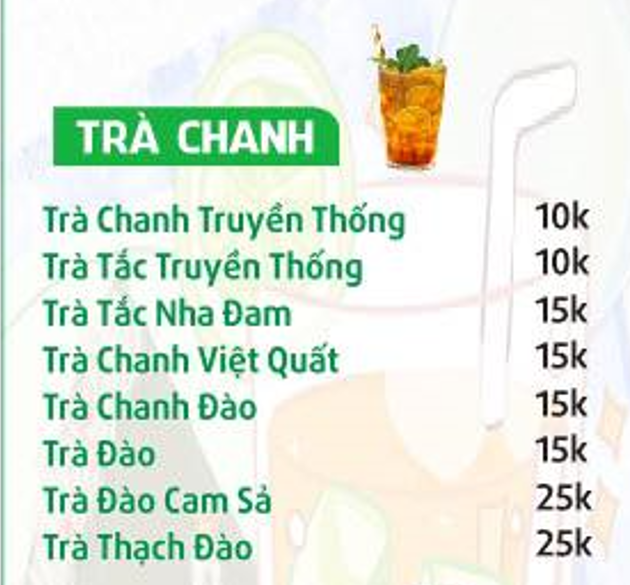 TRÀ CHANH
Trà Chanh Truyền Thống 10k
Trà Tắc Truyền Thống 10k
Trà Tắc Nha Đam 15k
Trà Chanh Việt Quất 15k
Trà Chanh Đào 15k
Trà Đào 15k
Trà Đào Cam Sả 25k
Trà Thạch Đào 25k